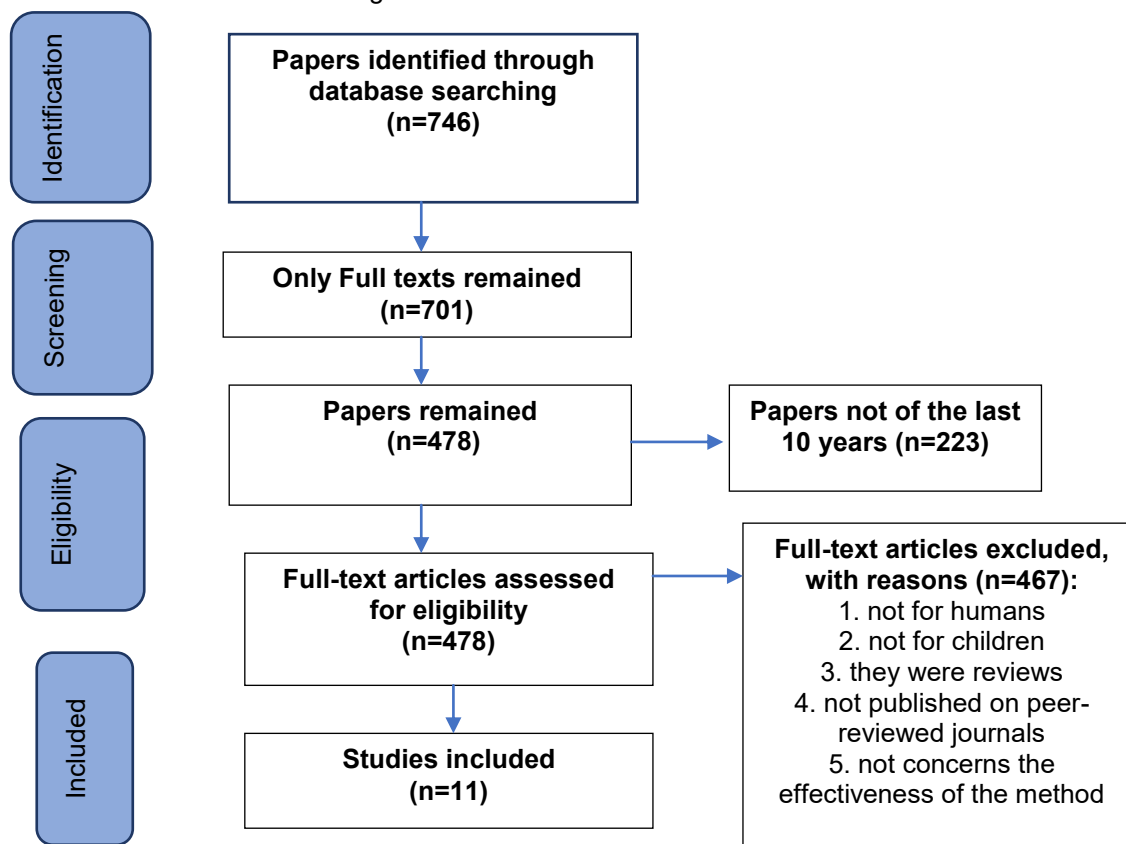 Identification
Papers identified through
database searching
(n=746)
Screening
Only Full texts remained
(n=701)
Papers remained
(n=478)
Papers not of the last
10 years (n=223)
Eligibility
Full-text articles assessed
for eligibility
(n=478)
Full-text articles excluded,
with reasons (n=467):
1. not for humans
2. not for children
3. they were reviews
4. not published on peer-
reviewed journals
5. not concerns the
effectiveness of the method
Included
Studies included
(n=11)